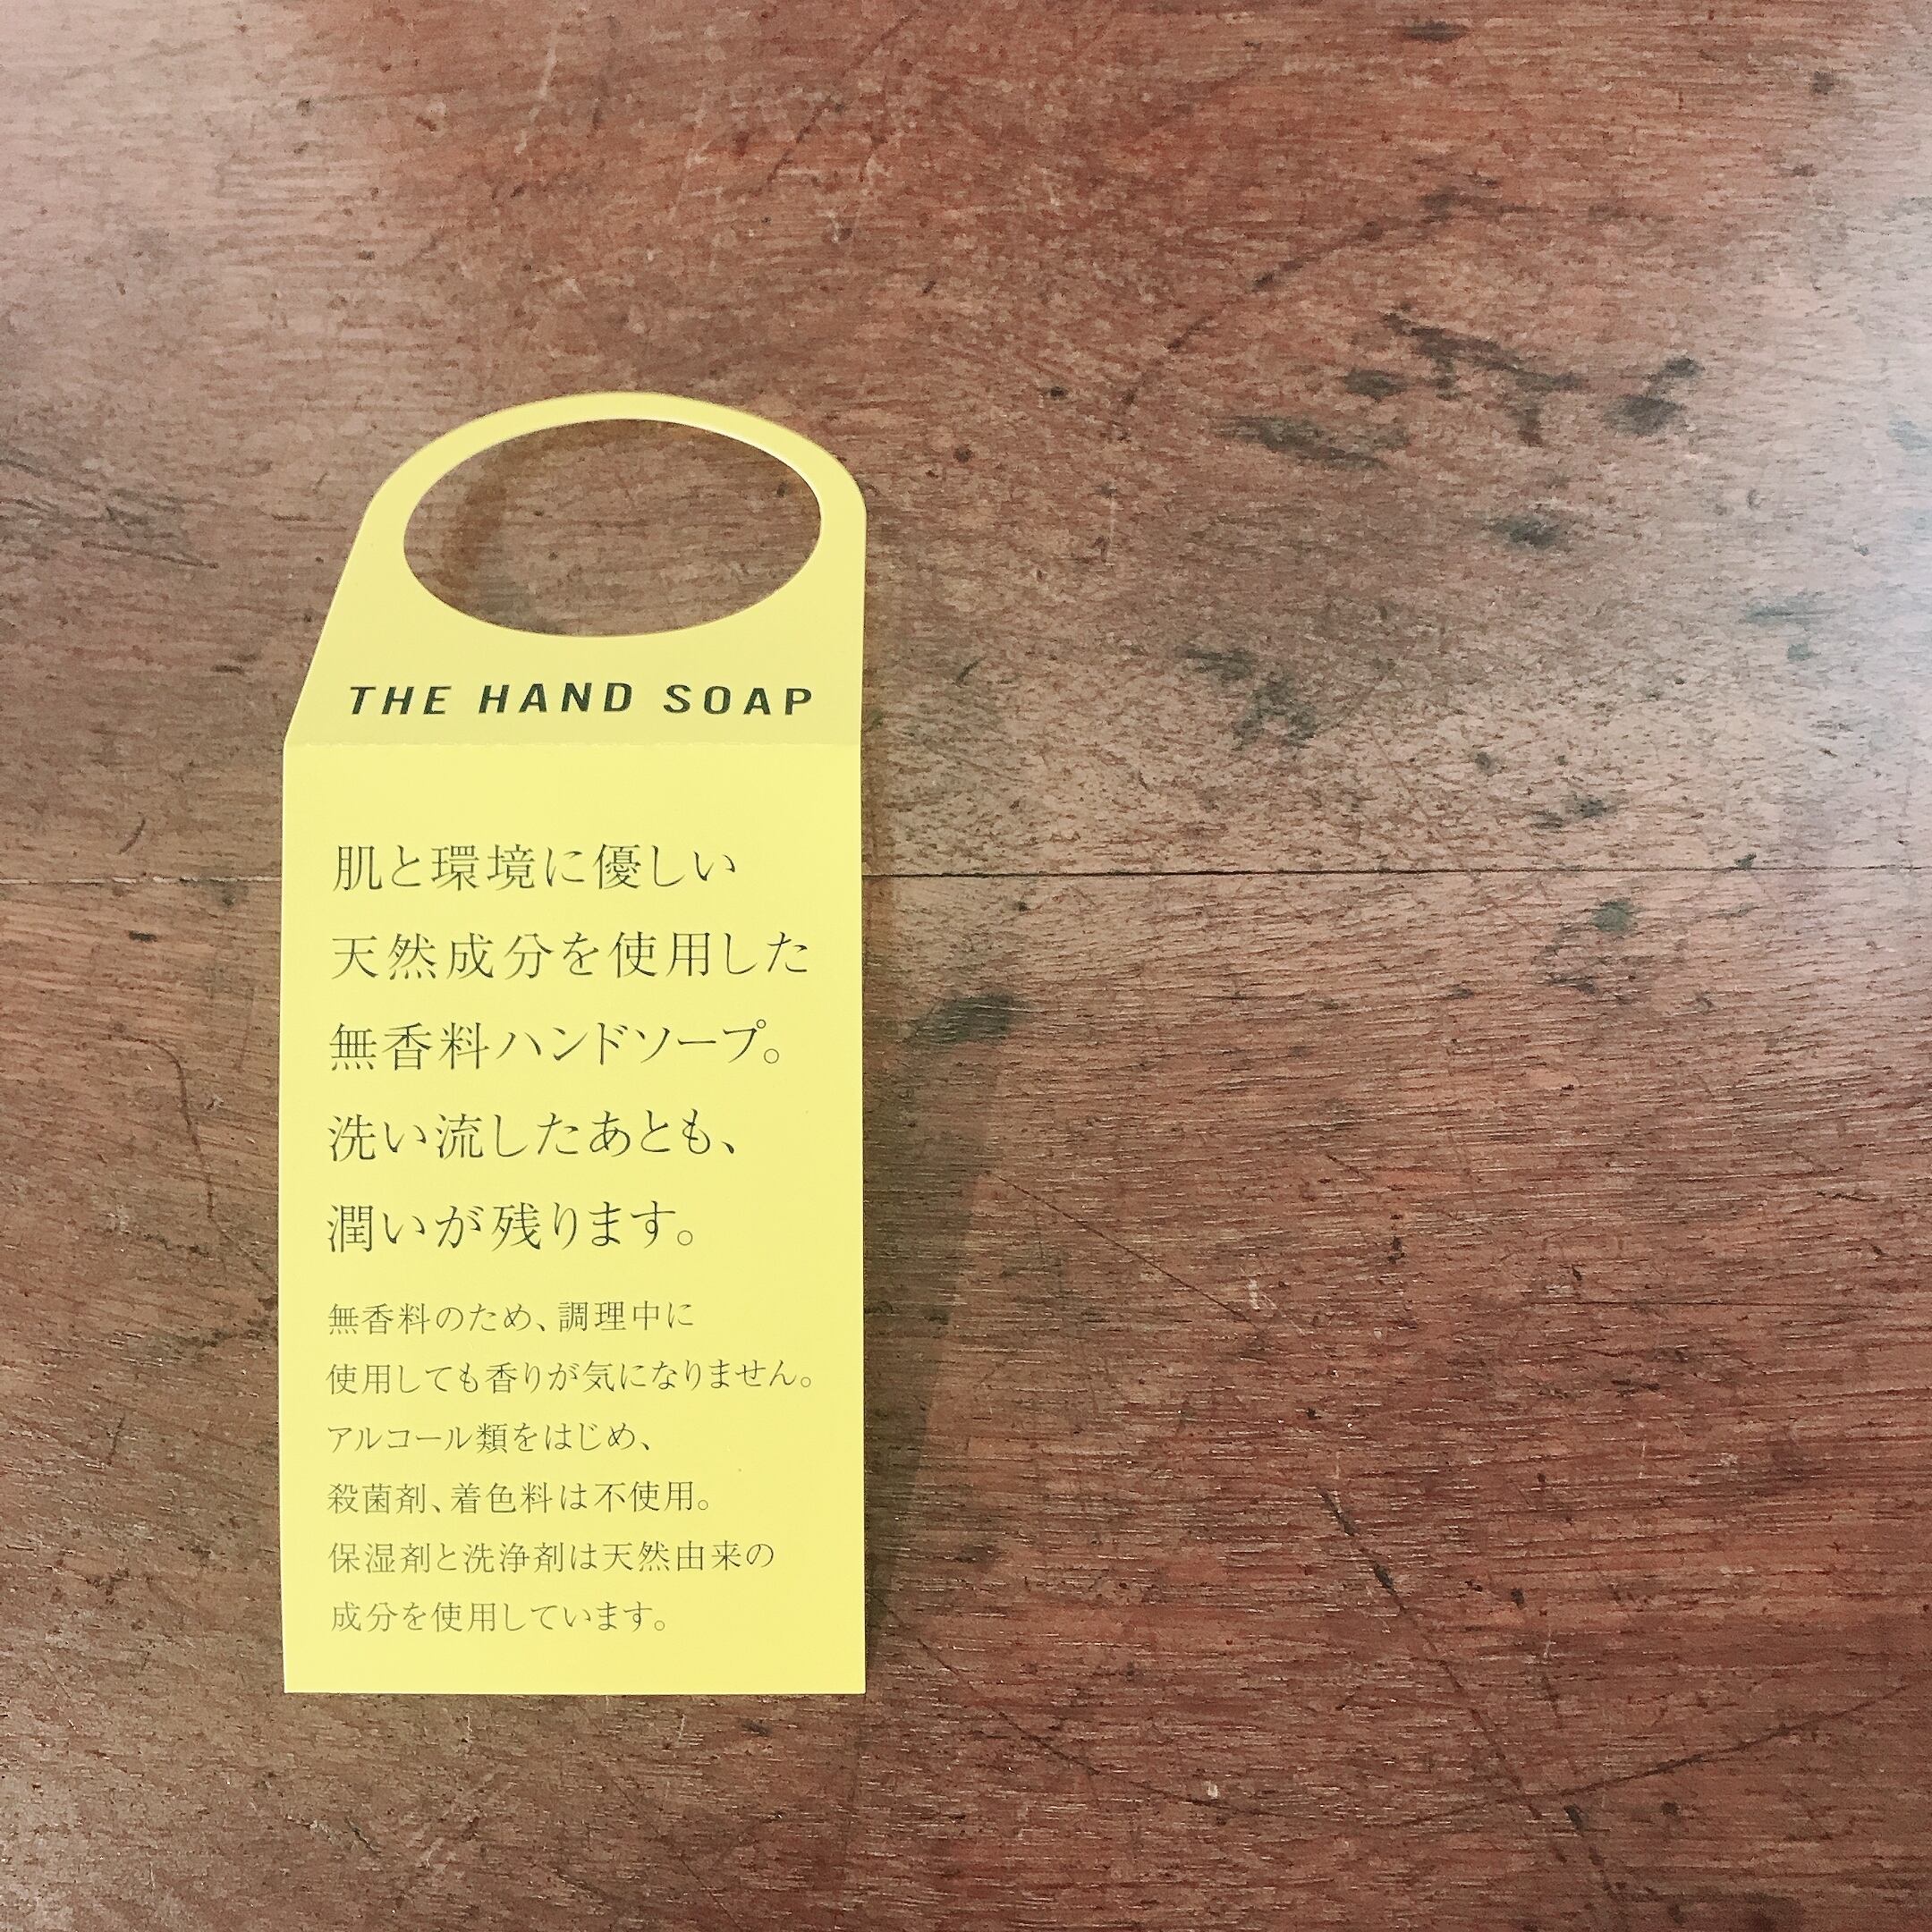 THE HAND SOAP
肌と環境に優しい
天然成分を使用した
無香料ハンドソープ。
洗い流したあとも、
潤いが残ります。
無香料のため、調理中に
使用しても香りが気になりません。
アルコール類をはじめ、
殺菌剤、着色料は不使用。
保湿剤と洗浄剤は天然由来の
成分を使用しています。